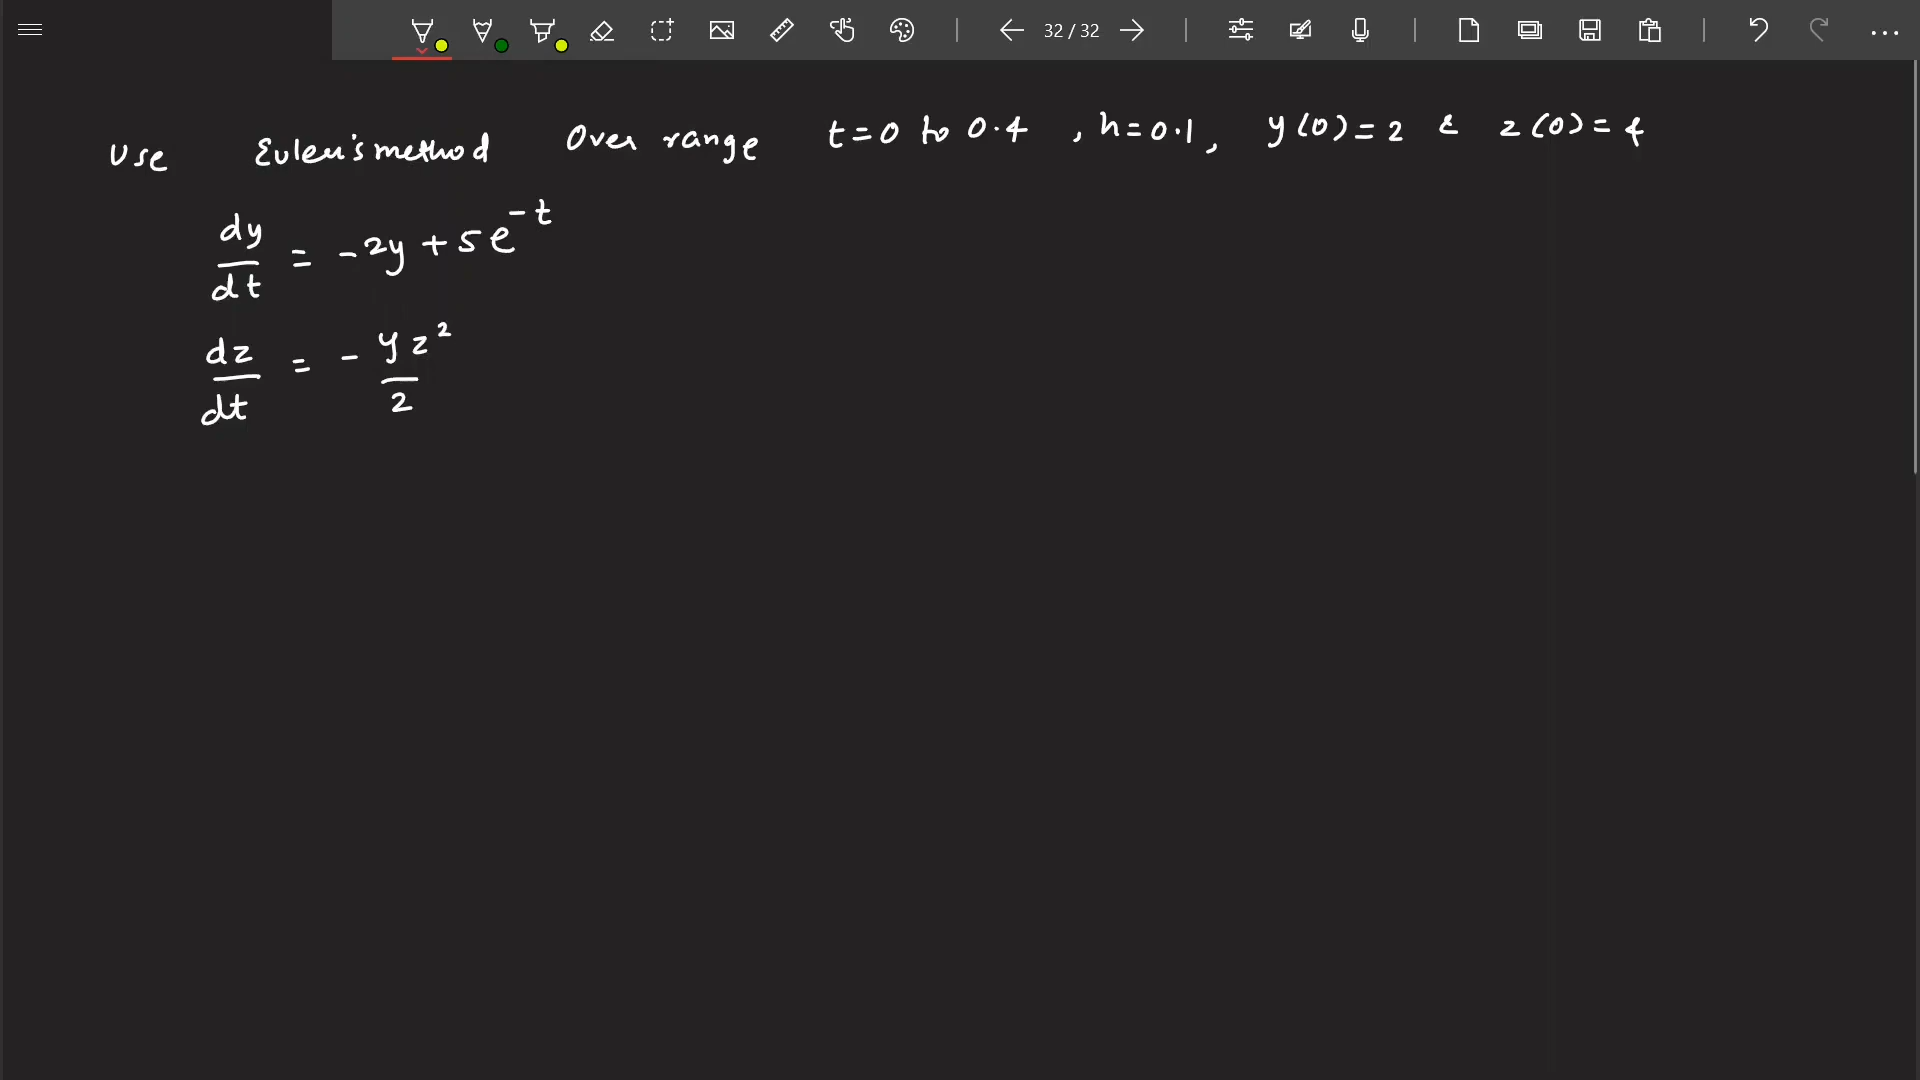 32 / 32
Use Euler's method Over range t=0 to 0.4 , h=0.1, y(0)=2 & z(0)=4
dy/dt = -2y+5e^-t
dz/dt = - yz^2/2